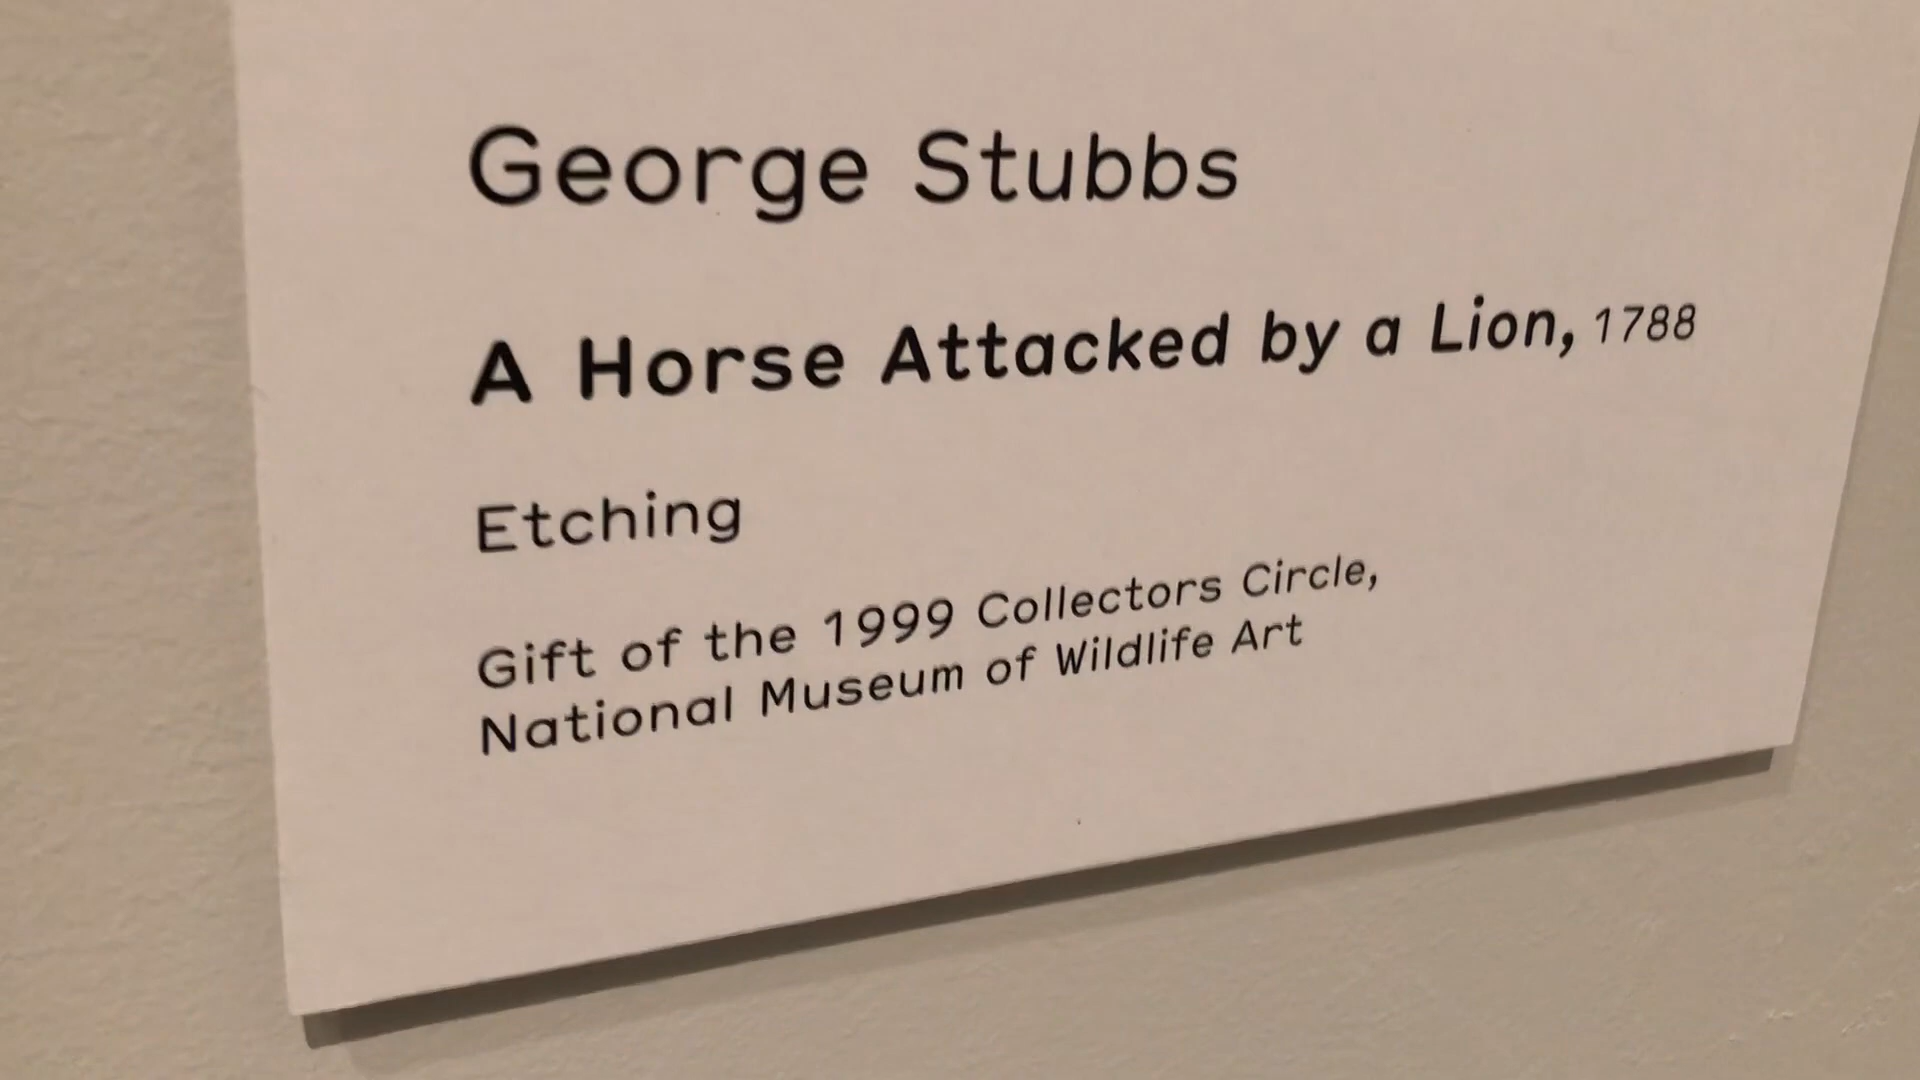 George Stubbs
A Horse Attacked by a Lion, 1788
Etching
Gift of the 1999 Collectors Circle,
National Museum of Wildlife Art